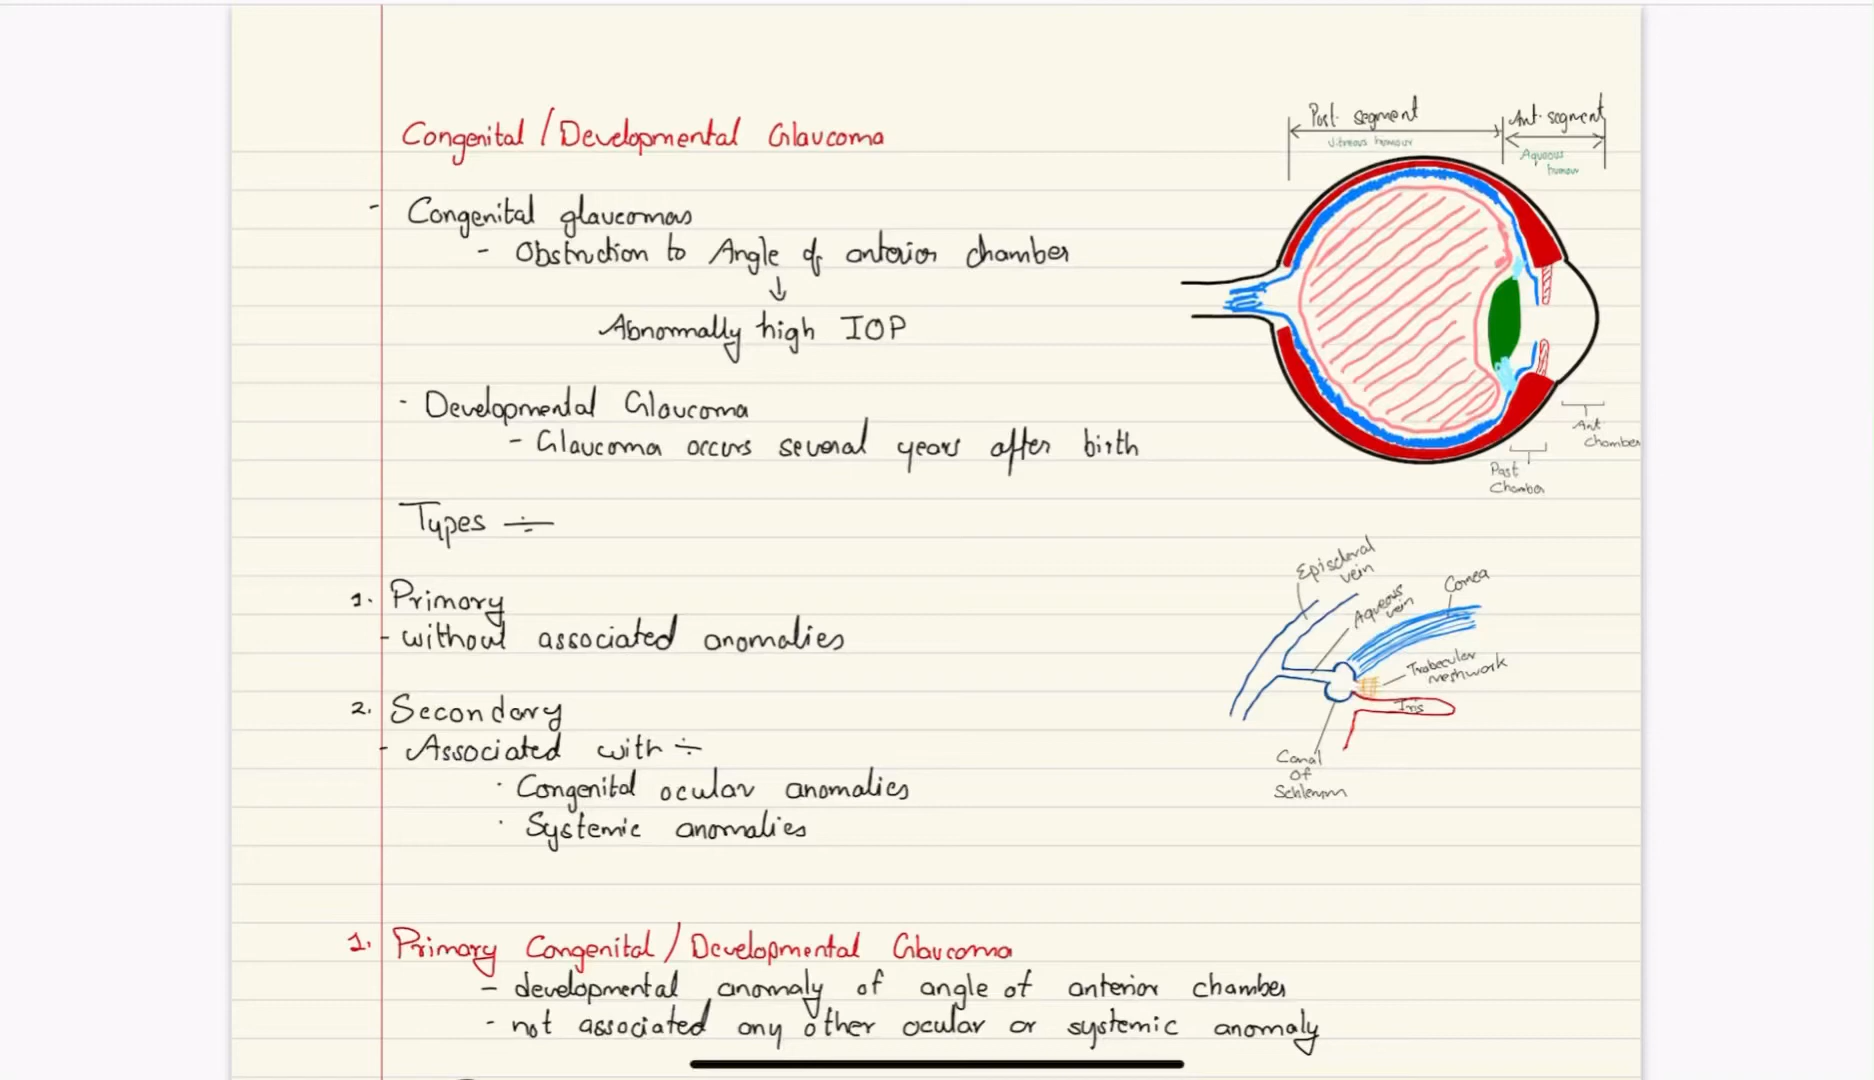 Congenital / Developmental Glaucoma
- Congenital glaucomas
- Obstruction to Angle of anterior chamber
↓
Abnormally high IOP
- Developmental Glaucoma
- Glaucoma occurs several years after birth
Types ÷
1. Primary
- without associated anomalies
2. Secondary
- Associated with ÷
· Congenital ocular anomalies
· Systemic anomalies
1. Primary Congenital / Developmental Glaucoma
- developmental anomaly of angle of anterior chamber
- not associated any other ocular or systemic anomaly
Post. segment
Vitreous humour
Ant. segment
Aqueous
humour
Ant
Chamber
Post
Chamber
Episcleral
vein
Aqueous
vein
Cornea
Trabecular
meshwork
Iris
Canal
Of
Schlemm